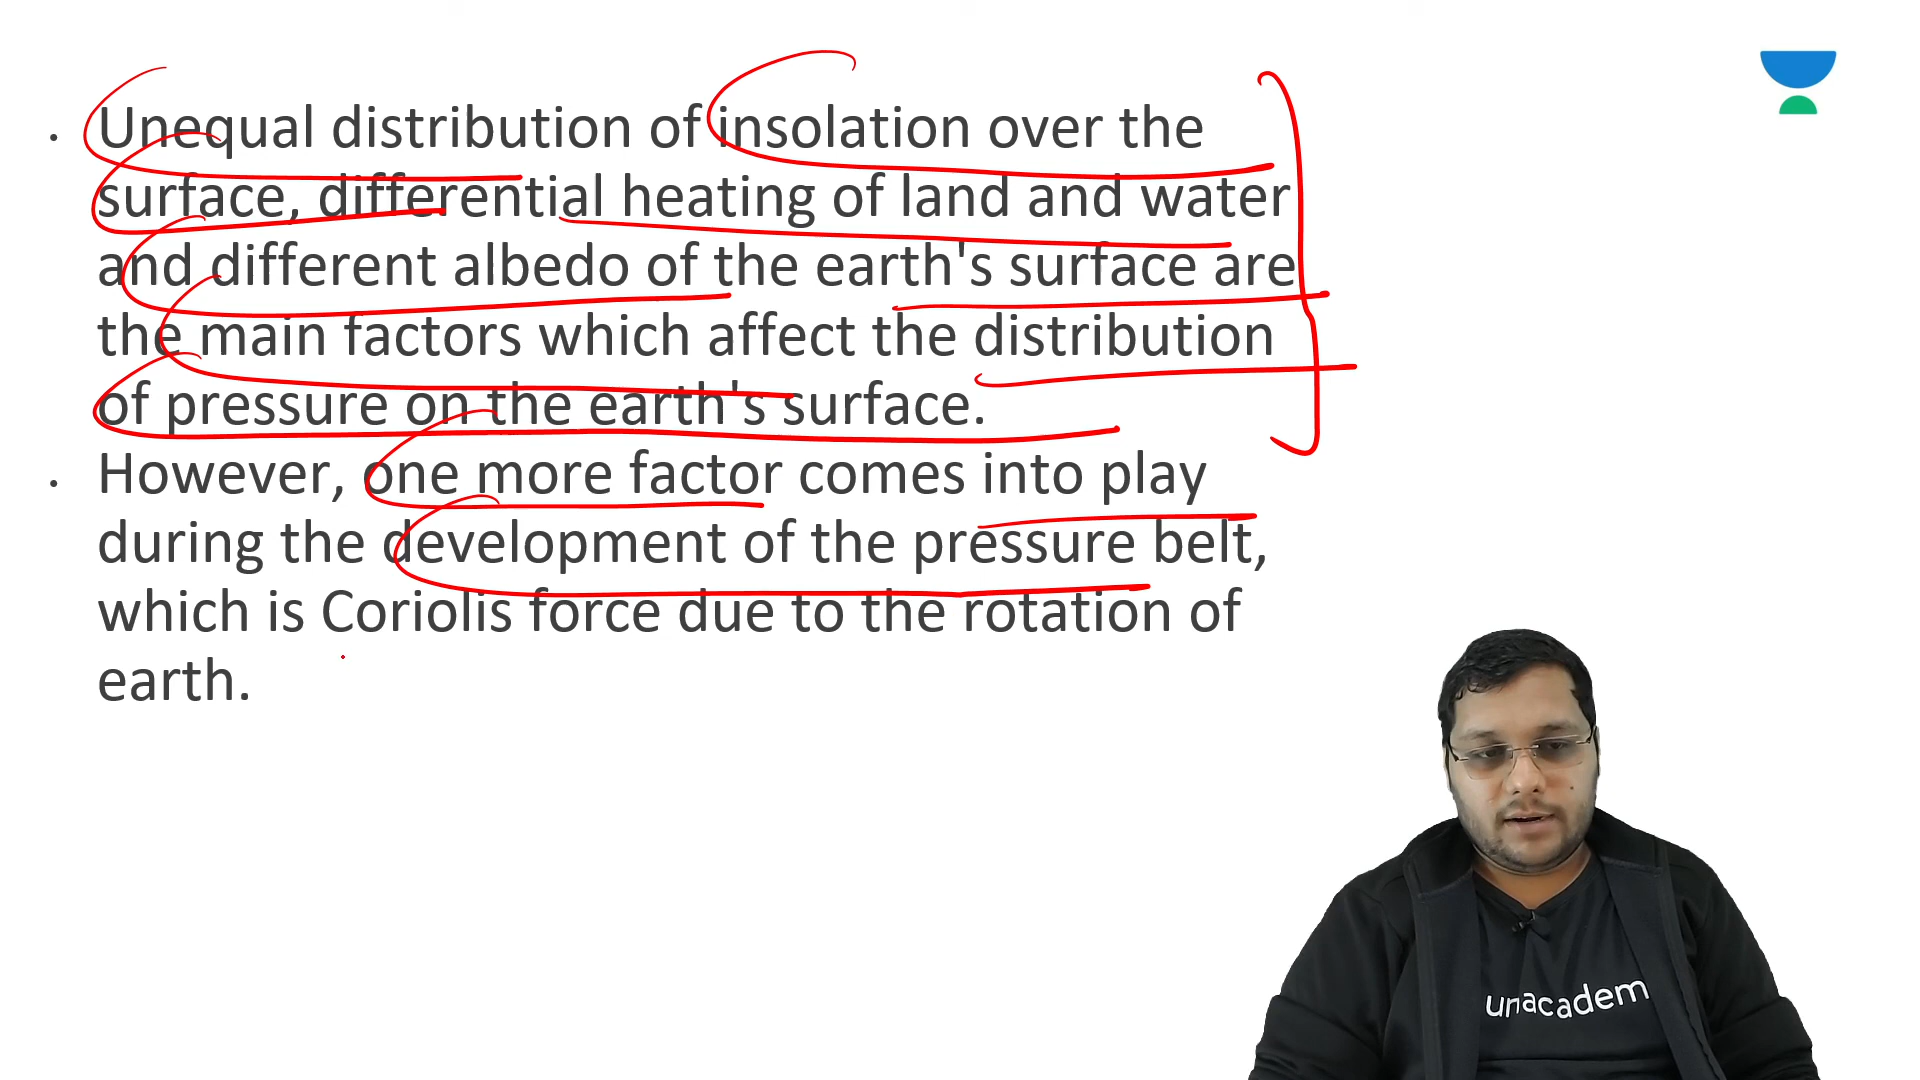 • Unequal distribution of insolation over the
surface, differential heating of land and water
and different albedo of the earth's surface are
the main factors which affect the distribution
of pressure on the earth's surface.
• However, one more factor comes into play
during the development of the pressure belt,
which is Coriolis force due to the rotation of
earth.
unacadem